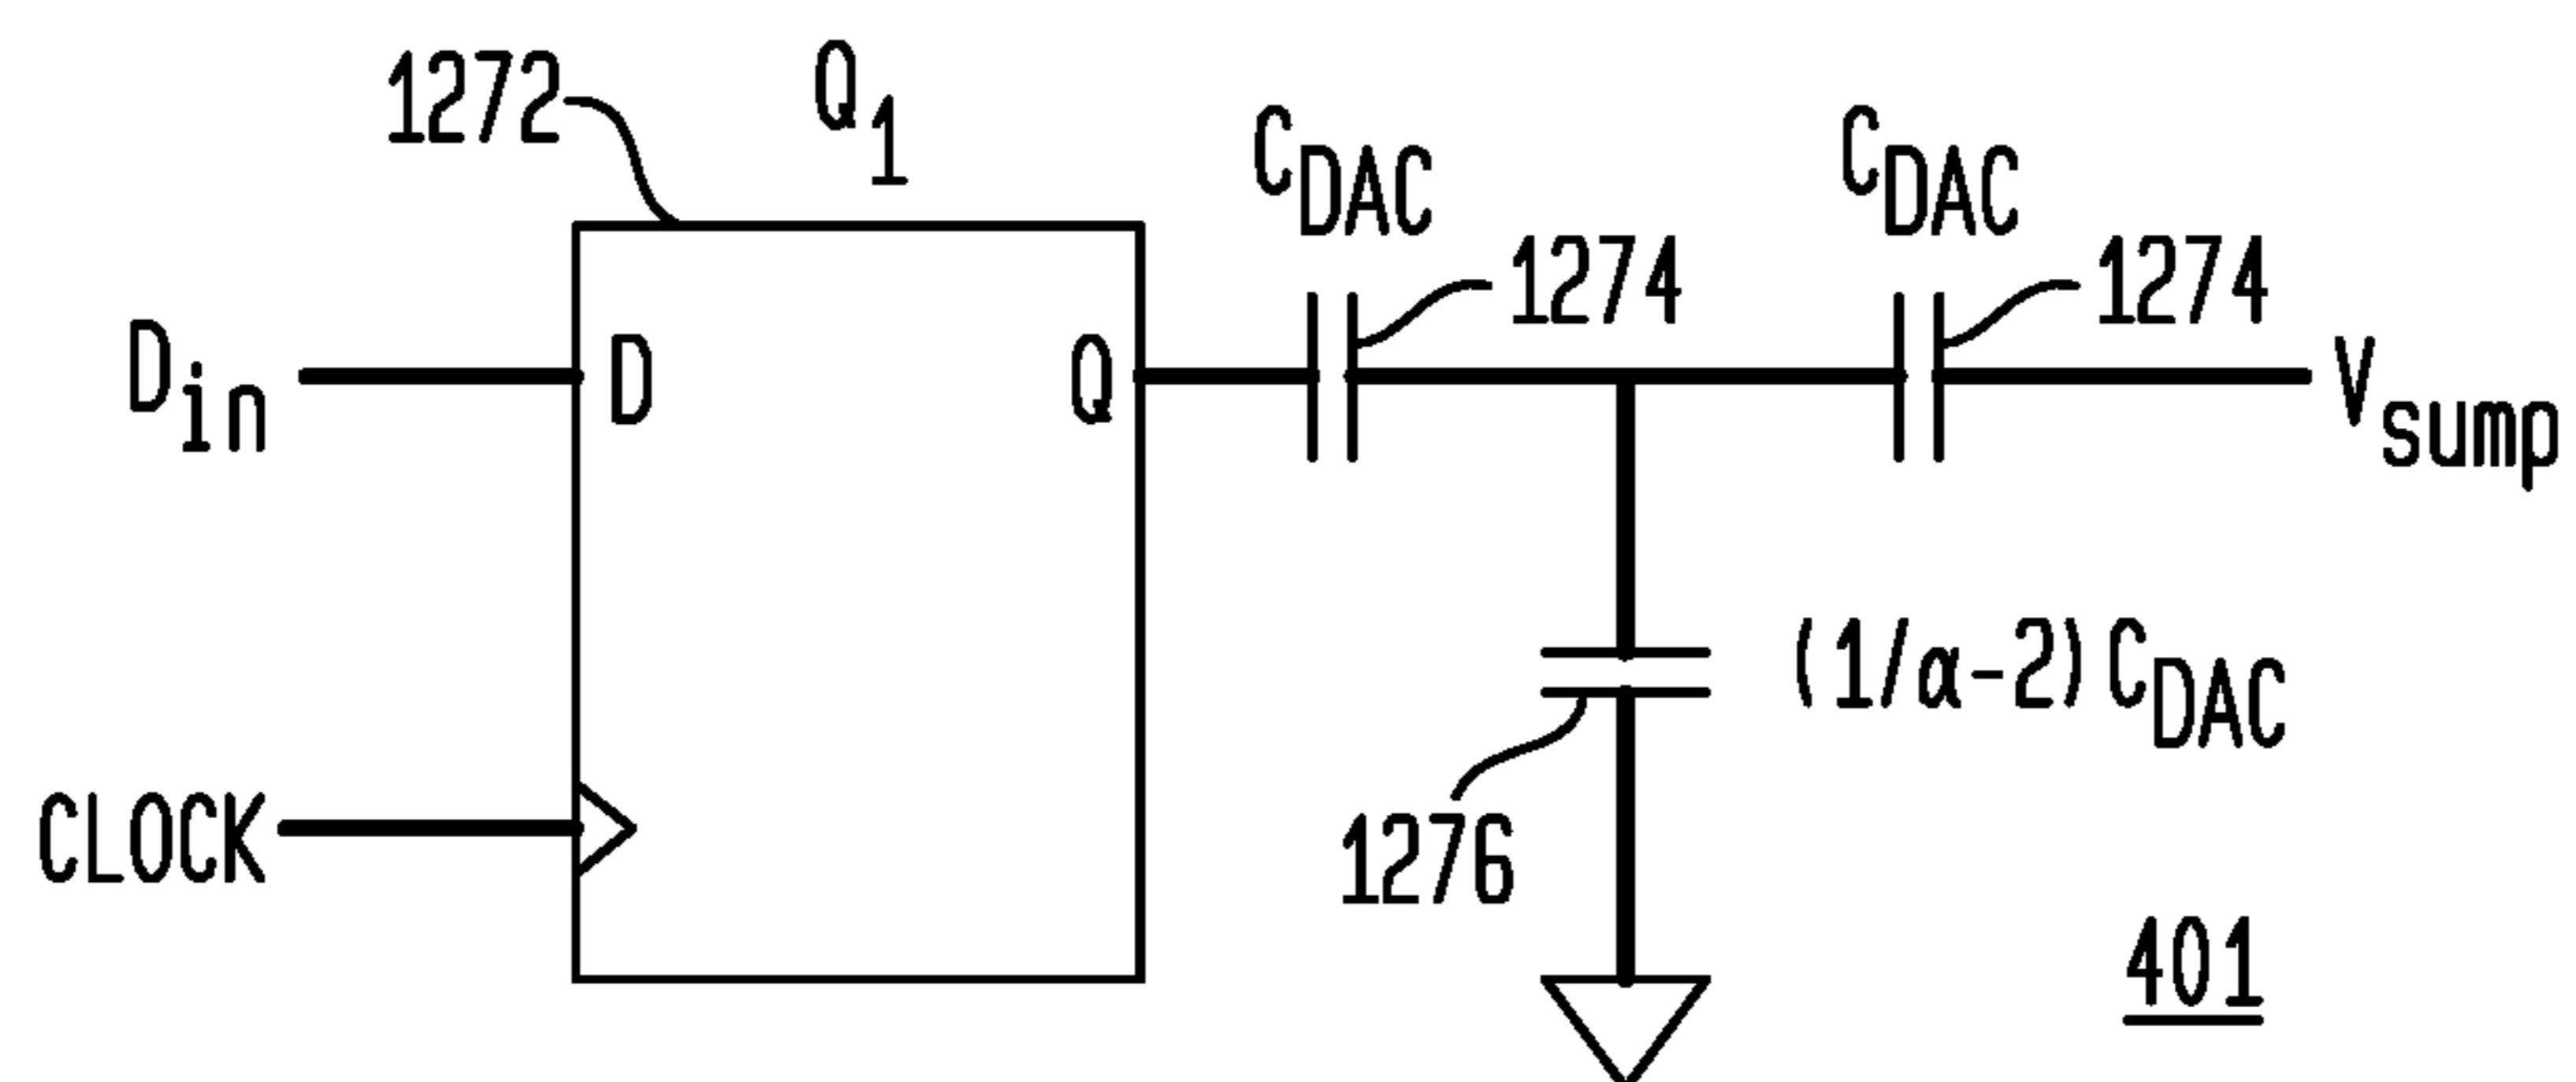 1272
Q1
CDAC
CDAC
1274
1274
Din
D
Q
Vsump
(1/α-2) CDAC
CLOCK
1276
401